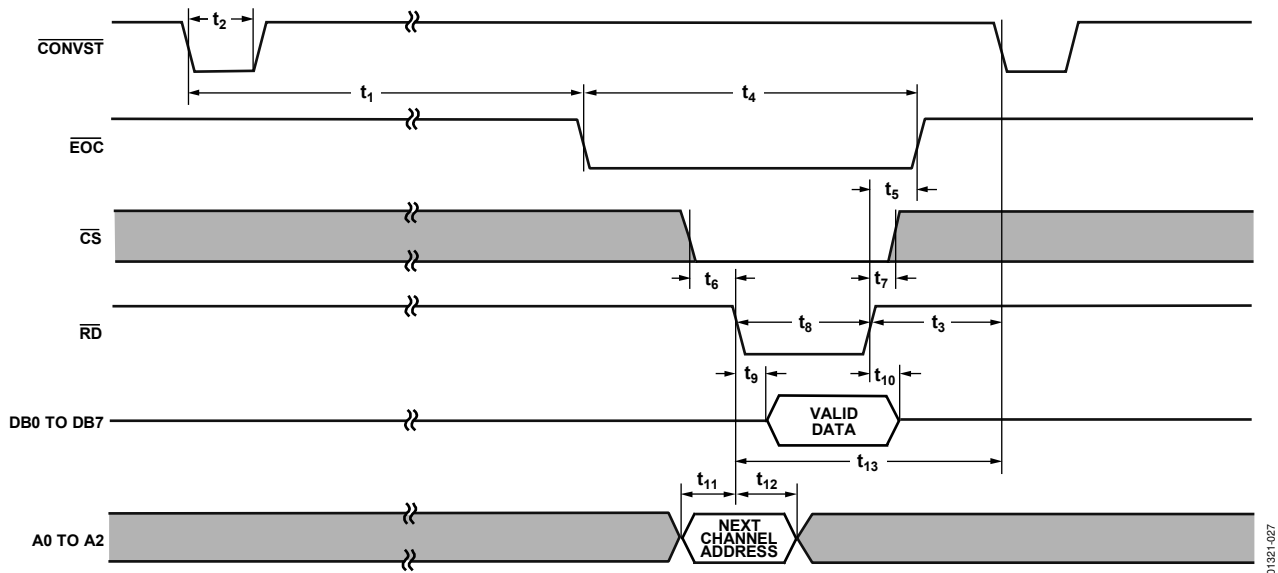 t2
CONVST
t1
t4
EOC
t5
CS
t6
t7
RD
t8
t3
t9
t10
DB0 TO DB7
VALID
DATA
t13
t11
t12
A0 TO A2
NEXT
CHANNEL
ADDRESS
01321-027